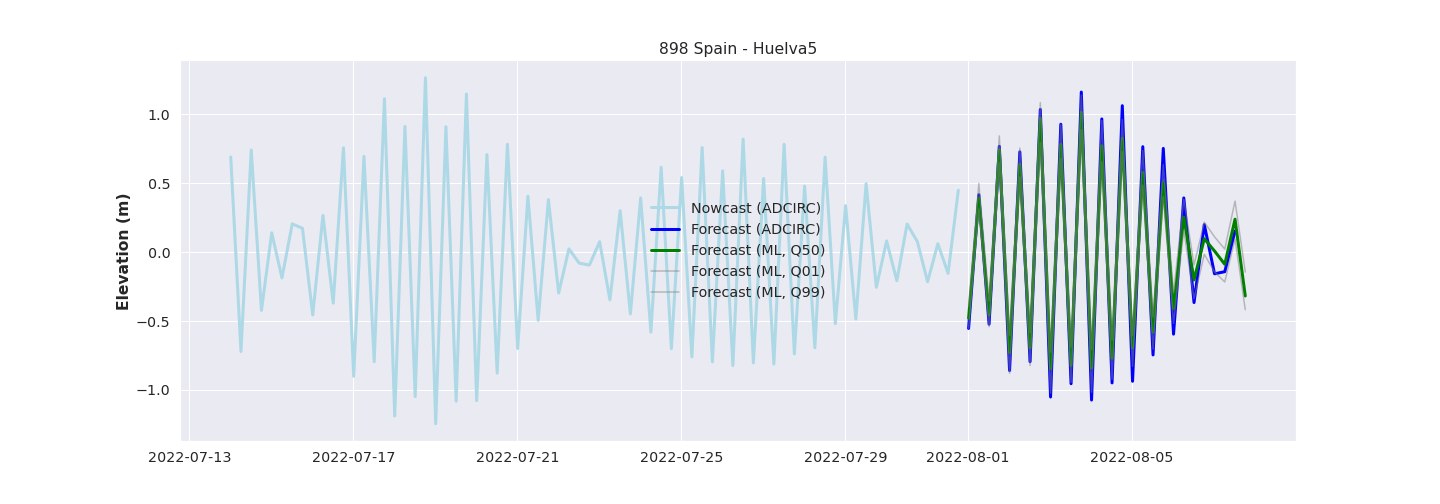 898 Spain - Huelva5
Elevation (m)
1.0
0.5
0.0
−0.5
−1.0
Nowcast (ADCIRC)
Forecast (ADCIRC)
Forecast (ML, Q50)
Forecast (ML, Q01)
Forecast (ML, Q99)
2022-07-13 2022-07-17 2022-07-21 2022-07-25 2022-07-29 2022-08-01 2022-08-05